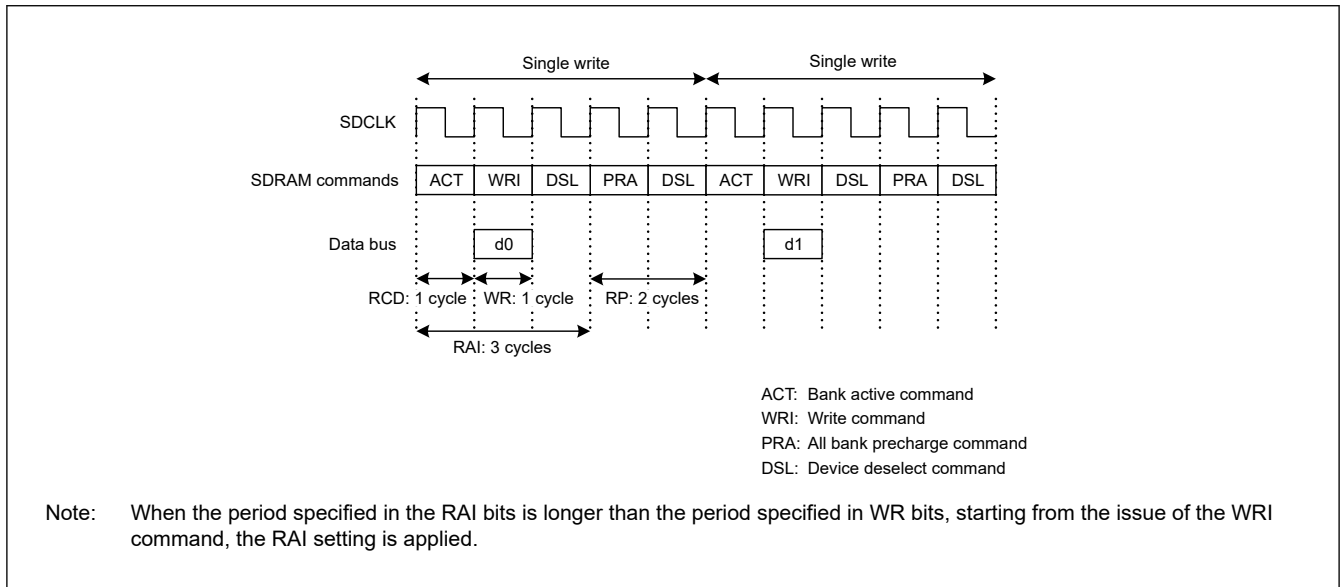 Single write Single write
SDCLK
SDRAM commands ACT WRI DSL PRA DSL ACT WRI DSL PRA DSL
Data bus d0 d1
RCD: 1 cycle WR: 1 cycle RP: 2 cycles
RAI: 3 cycles
ACT: Bank active command
WRI: Write command
PRA: All bank precharge command
DSL: Device deselect command
Note: When the period specified in the RAI bits is longer than the period specified in WR bits, starting from the issue of the WRI
command, the RAI setting is applied.